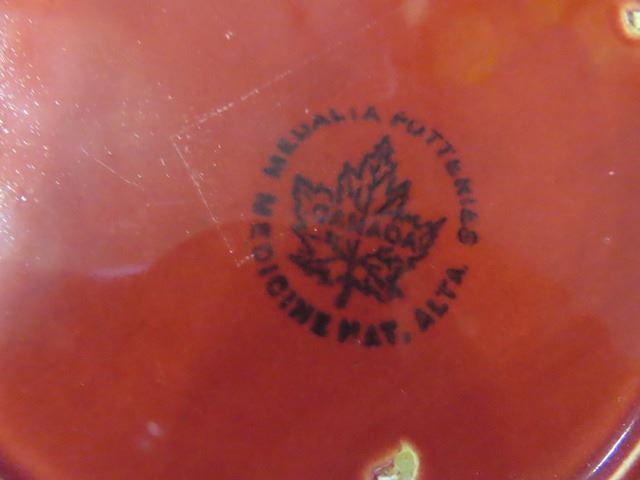 MEDALTA POTTERIES
CANADA
MEDICINE HAT, ALTA.